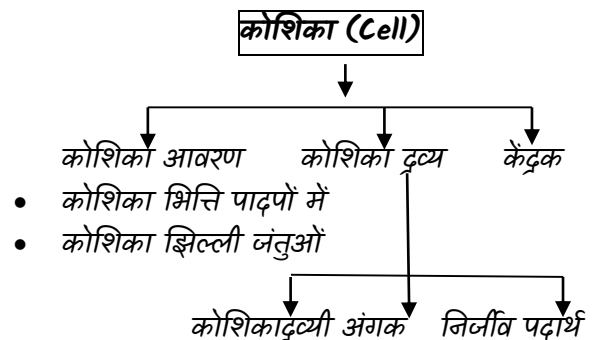 कोशिका (Cell)
कोशिका आवरण कोशिका द्रव्य केंद्रक
• कोशिका भित्ति पादपों में
• कोशिका झिल्ली जंतुओं
कोशिकाद्रव्यी अंगक निर्जीव पदार्थ